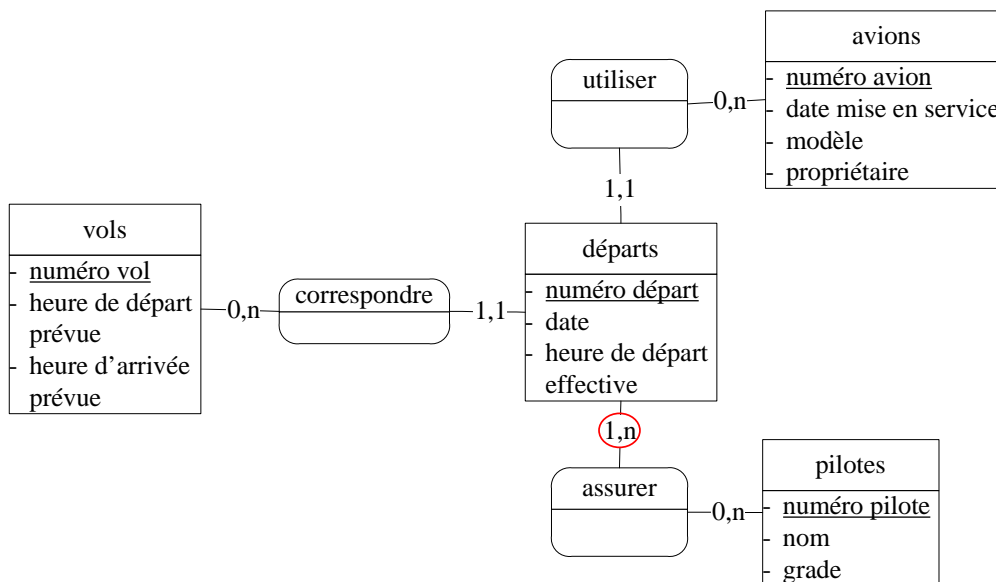 avions
numéro avion
date mise en service
modèle
propriétaire
utiliser
0,n
1,1
vols
numéro vol
heure de départ
prévue
heure d’arrivée
prévue
0,n
correspondre
1,1
départs
numéro départ
date
heure de départ
effective
1,n
assurer
0,n
pilotes
numéro pilote
nom
grade